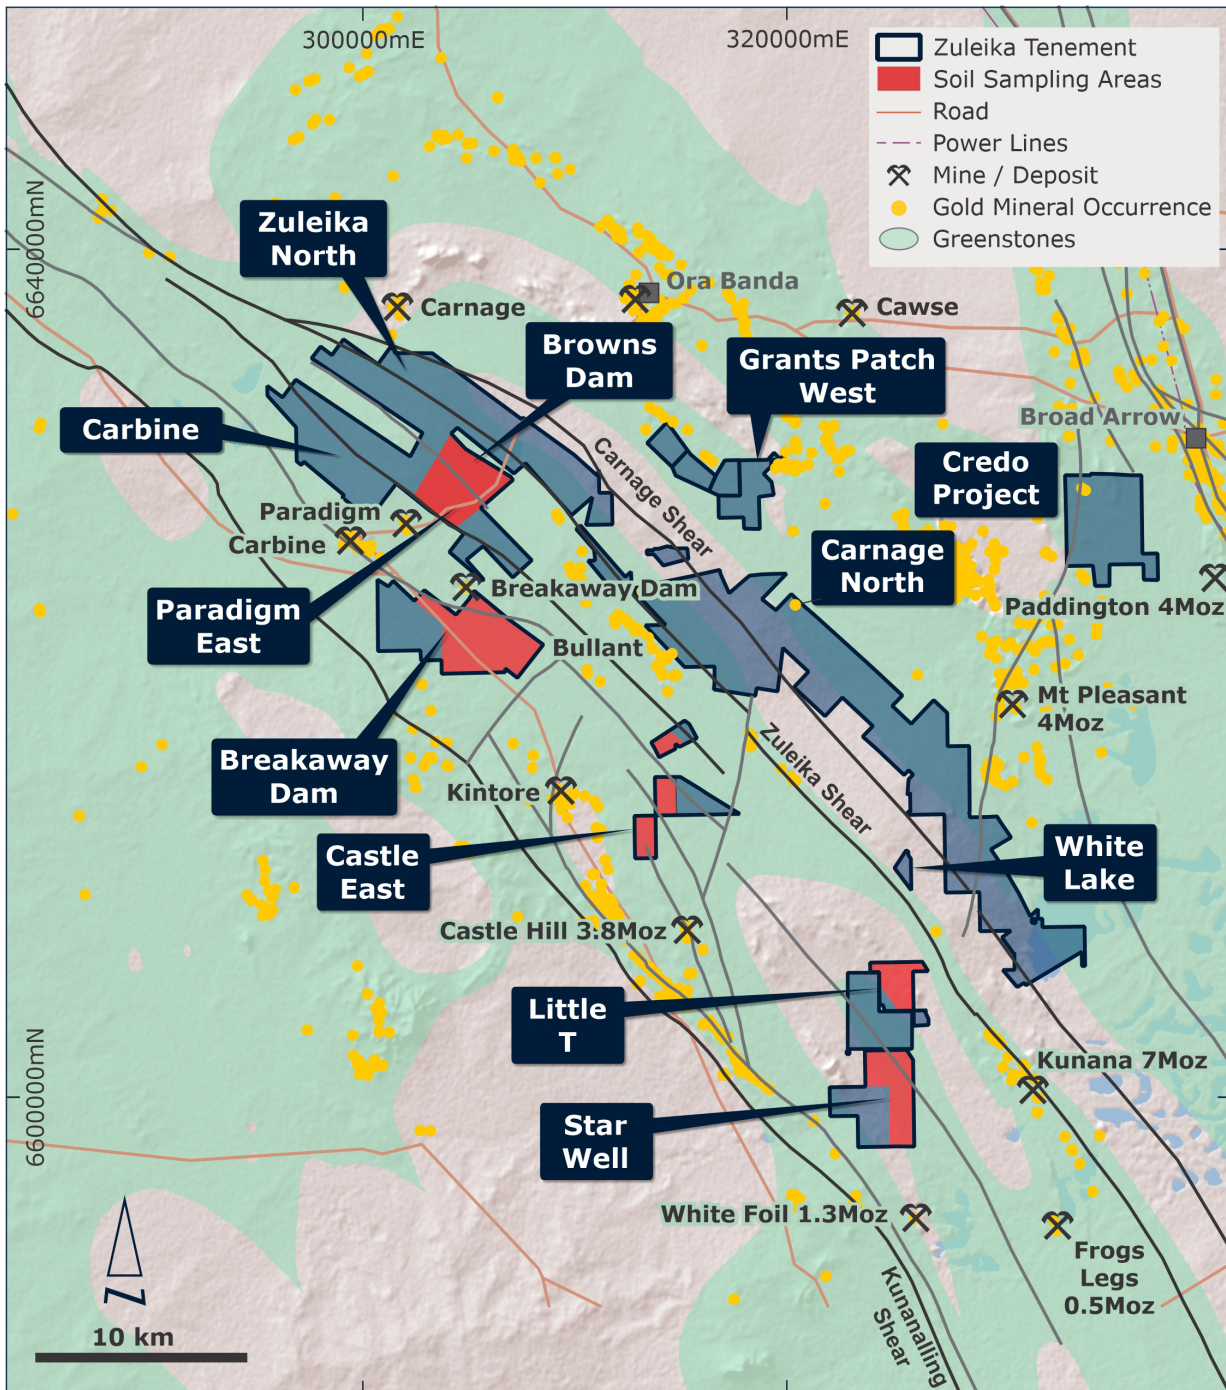 300000mE
320000mE
Zuleika Tenement
Soil Sampling Areas
Road
Power Lines
Mine / Deposit
Gold Mineral Occurrence
Greenstones
6640000mN
Zuleika
North
Carnage
Ora Banda
Cawse
Browns
Dam
Grants Patch
West
Carbine
Broad Arrow
Carnage Shear
Credo
Project
Paradigm
Carbine
Carnage
North
Paradigm
East
Breakaway Dam
Paddington 4Moz
Bullant
Mt Pleasant
4Moz
Breakaway
Dam
Zuleika Shear
Kintore
Castle
East
White
Lake
Castle Hill 3.8Moz
Little
T
Kunana 7Moz
6600000mN
Star
Well
White Foil 1.3Moz
Frogs
Legs
0.5Moz
Kunanalling
Shear
N
10 km